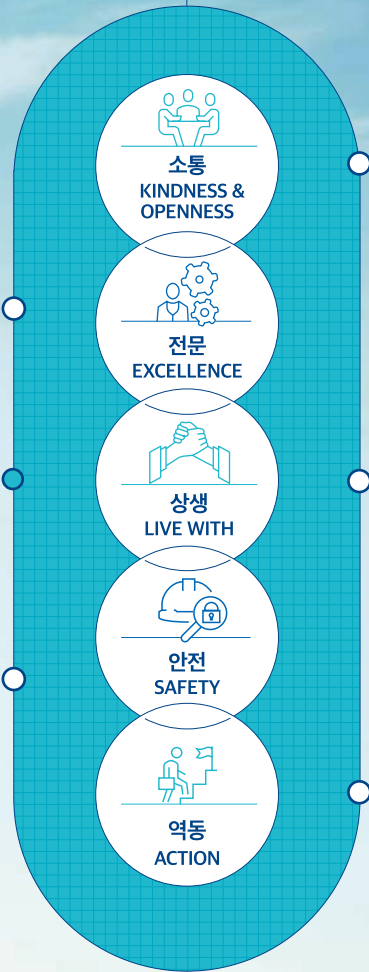 소통
KINDNESS &
OPENNESS
전문
EXCELLENCE
상생
LIVE WITH
안전
SAFETY
역동
ACTION